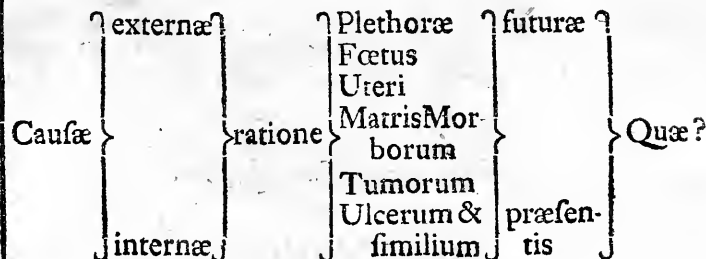 externæ Plethoræ futuræ
Fœtus
Uteri
Cauſæ ratione MatrisMor- Quæ?
borum
Tumorum
Ulcerum & præſen-
internæ ſimilium tis